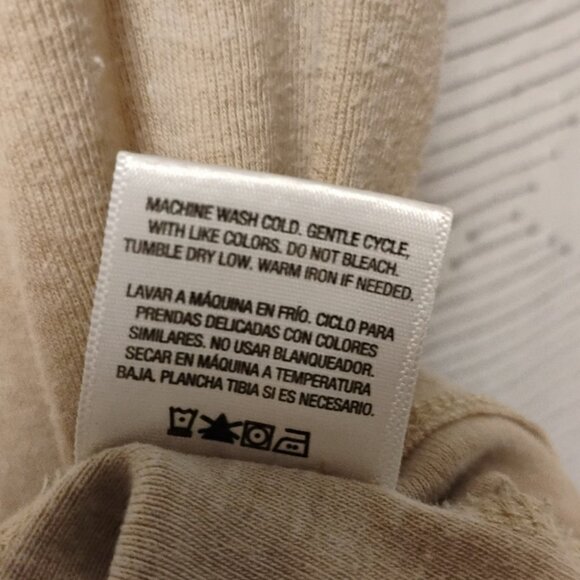 MACHINE WASH COLD. GENTLE CYCLE,
WITH LIKE COLORS. DO NOT BLEACH.
TUMBLE DRY LOW. WARM IRON IF NEEDED.
LAVAR A MÁQUINA EN FRÍO. CICLO PARA
PRENDAS DELICADAS CON COLORES
SIMILARES. NO USAR BLANQUEADOR.
SECAR EN MÁQUINA A TEMPERATURA
BAJA. PLANCHA TIBIA SI ES NECESARIO.